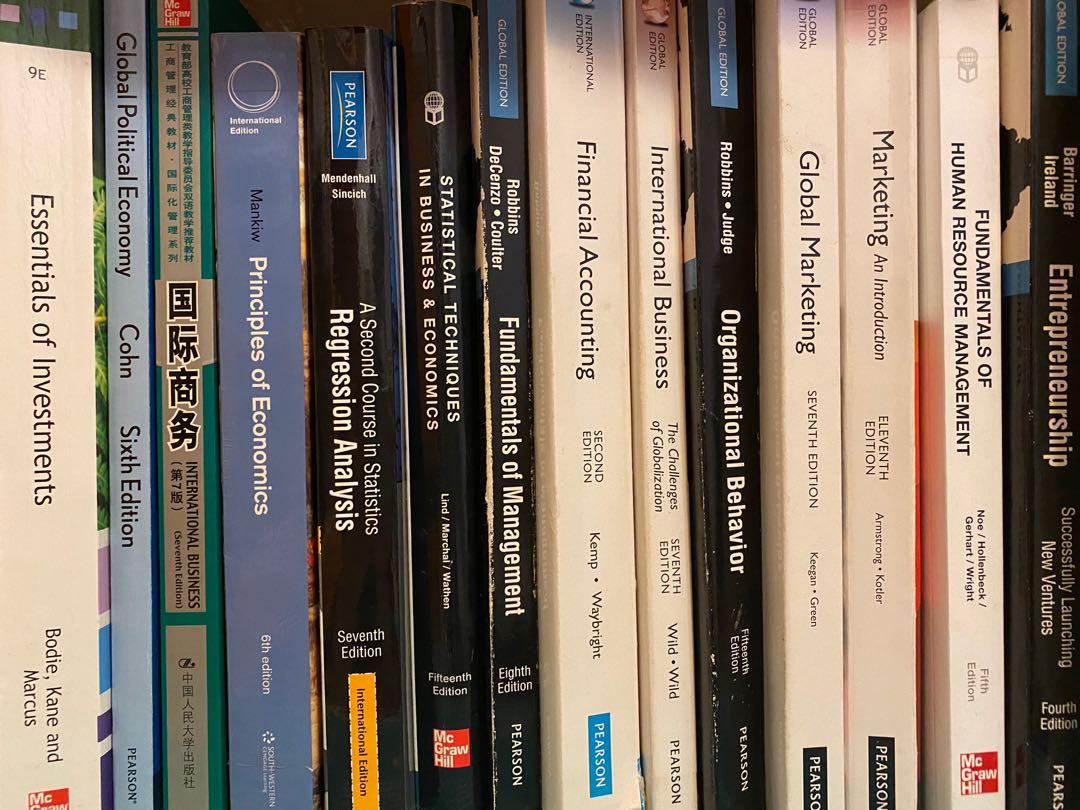 9E
Essentials of Investments
Bodie, Kane and
Marcus
Mc
Graw
Hill
Global Political Economy
Cohn
Sixth Edition
PEARSON
Mc
Graw
Hill
教育部高校工商管理类教学指导委员会双语教学推荐教材
工商管理经典教材·国际化管理系列
国际商务
INTERNATIONAL BUSINESS
(第7版)
(Seventh Edition)
中国人民大学出版社
International
Edition
Mankiw
Principles of Economics
6th edition
SOUTH-WESTERN
CENGAGE Learning
PEARSON
Mendenhall
Sincich
A Second Course in Statistics
Regression Analysis
Seventh
Edition
International Edition
STATISTICAL TECHNIQUES
IN BUSINESS & ECONOMICS
Lind / Marchal / Wathen
Fifteenth
Edition
Mc
Graw
Hill
GLOBAL EDITION
Robbins
DeCenzo • Coulter
Fundamentals of Management
Eighth
Edition
PEARSON
INTERNATIONAL
EDITION
Financial Accounting
SECOND
EDITION
Kemp • Waybright
PEARSON
GLOBAL
EDITION
International Business
The Challenges
of Globalization
SEVENTH
EDITION
Wild • Wild
PEARSON
GLOBAL EDITION
Robbins • Judge
Organizational Behavior
Fifteenth
Edition
PEARSON
GLOBAL
EDITION
Global Marketing
SEVENTH EDITION
Keegan • Green
PEARSON
GLOBAL
EDITION
Marketing An Introduction
ELEVENTH
EDITION
Armstrong • Kotler
PEARSON
FUNDAMENTALS OF
HUMAN RESOURCE MANAGEMENT
Noe / Hollenbeck /
Gerhart / Wright
Fifth
Edition
Mc
Graw
Hill
OBAL EDITION
Barringer
Ireland
Entrepreneurship
Successfully Launching
New Ventures
Fourth
Edition
PEARS